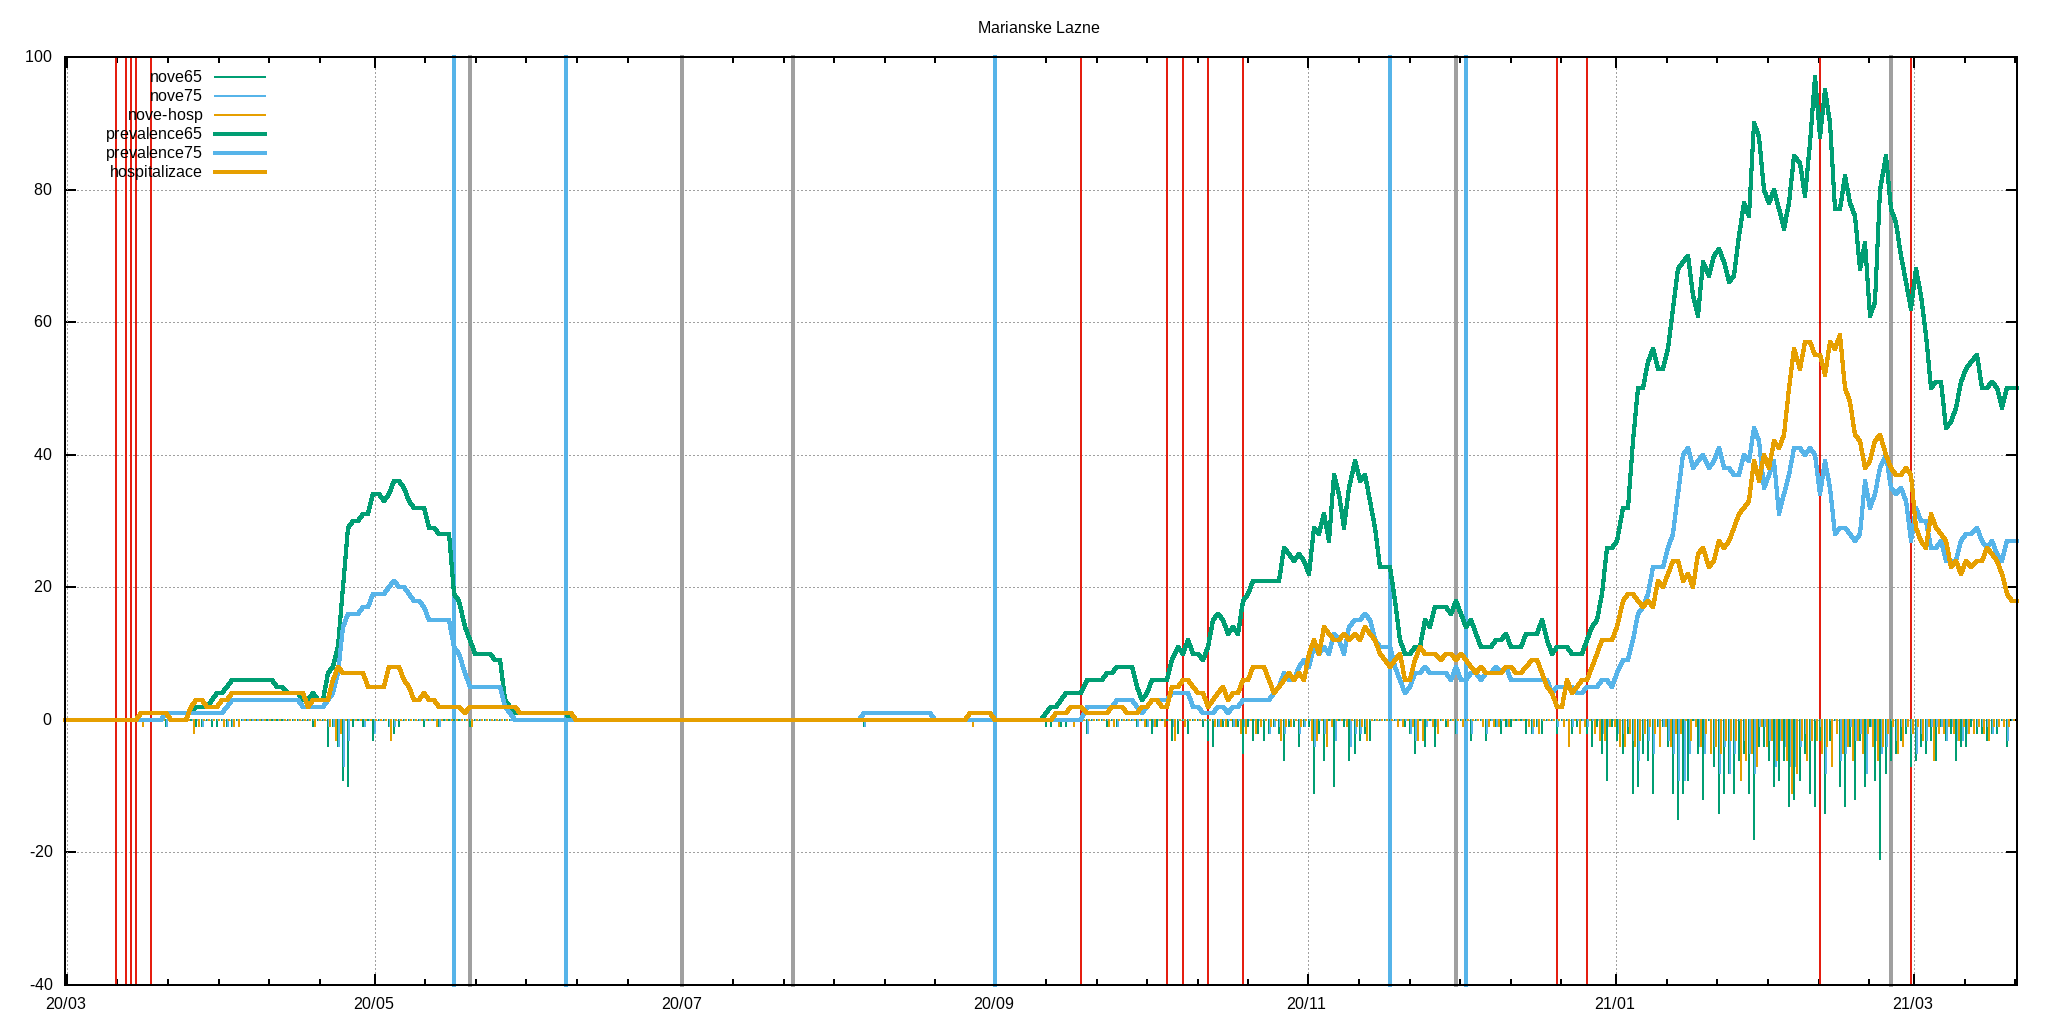 Marianske Lazne
100
80
60
40
20
0
-20
-40
nove65
nove75
nove-hosp
prevalence65
prevalence75
hospitalizace
20/03 20/05 20/07 20/09 20/11 21/01 21/03